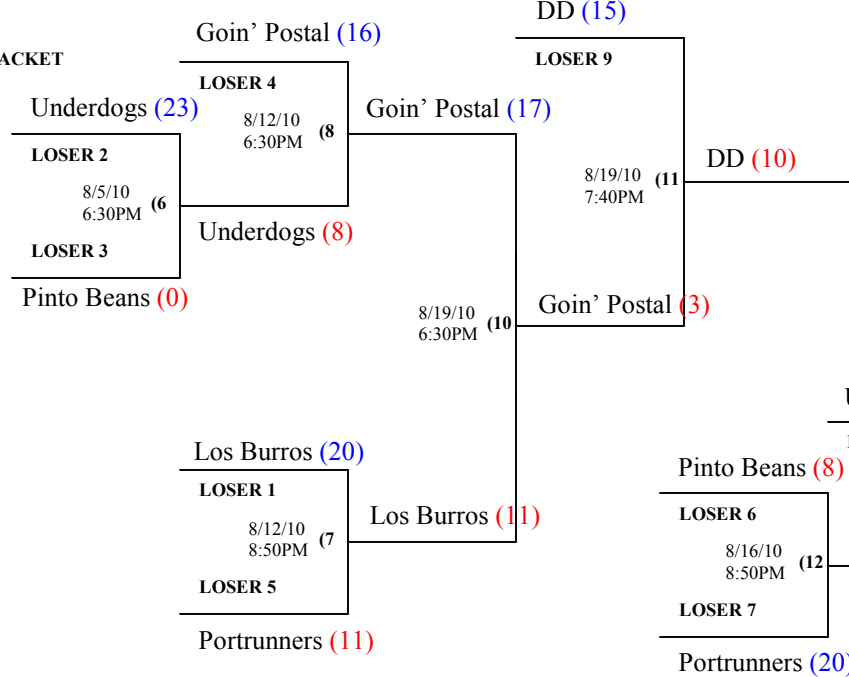 DD (15)
Goin’ Postal (16)
ACKET
LOSER 9
LOSER 4
Underdogs (23)
8/12/10
6:30PM
(8
Goin’ Postal (17)
LOSER 2
DD (10)
8/19/10
7:40PM
(11
8/5/10
6:30PM
(6
Underdogs (8)
LOSER 3
Pinto Beans (0)
Goin’ Postal (3)
8/19/10
6:30PM
(10
Los Burros (20)
Pinto Beans (8)
LOSER 1
LOSER 6
Los Burros (11)
8/12/10
8:50PM
(7
8/16/10
8:50PM
(12
LOSER 5
LOSER 7
Portrunners (11)
Portrunners (20)